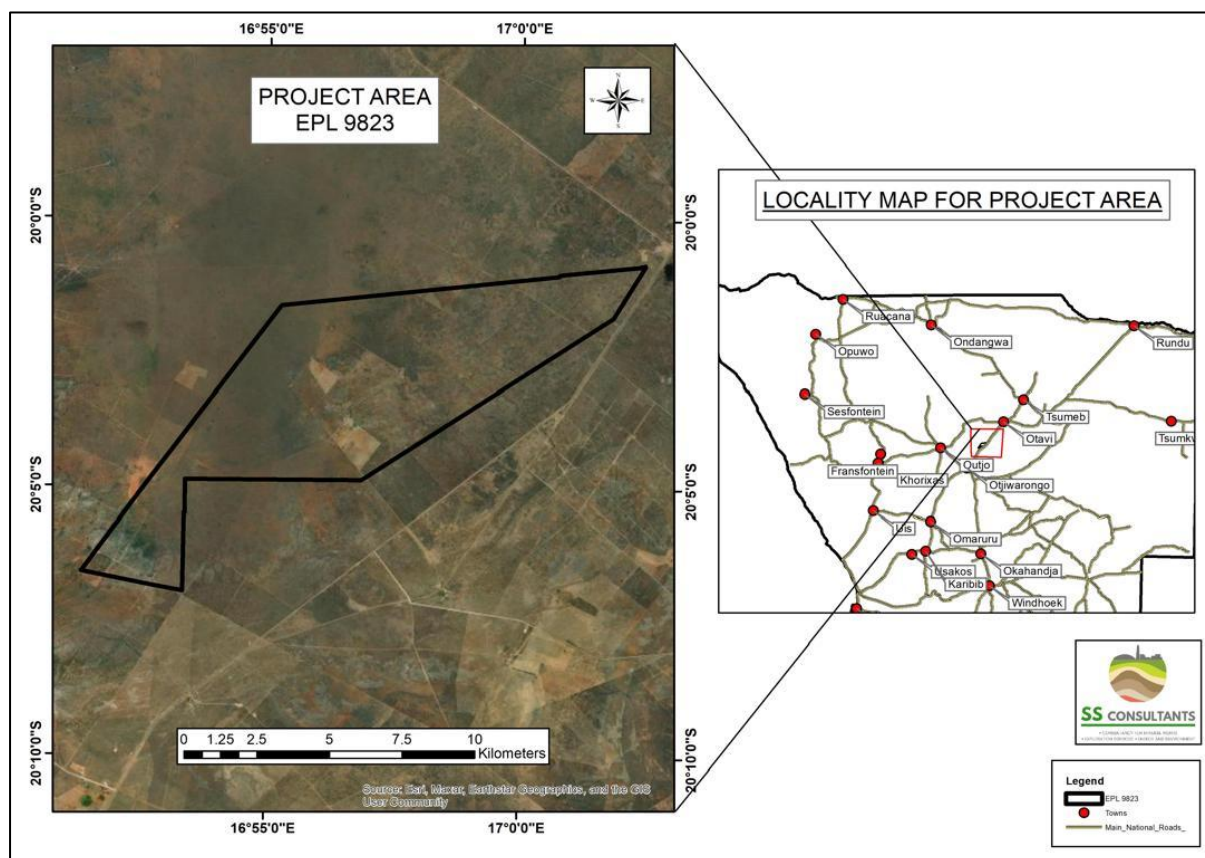 16°55'0"E
17°0'0"E
PROJECT AREA
EPL 9823
N
W
E
S
20°0'0"S
20°0'0"S
20°5'0"S
20°5'0"S
20°10'0"S
20°10'0"S
0 1.25 2.5 5 7.5 10
Kilometers
Source: Esri, Maxar, Earthstar Geographics, and the GIS
User Community
16°55'0"E
17°0'0"E
LOCALITY MAP FOR PROJECT AREA
Ruacana
Ondangwa
Rundu
Opuwo
Sesfontein
Tsumeb
Otavi
Tsumkw
Fransfontein
Khorixas
Outjo
Otjiwarongo
Uis
Omaruru
Usakos
Karibib
Okahandja
Windhoek
SS CONSULTANTS
Legend
EPL 9823
Towns
Main_National_Roads_